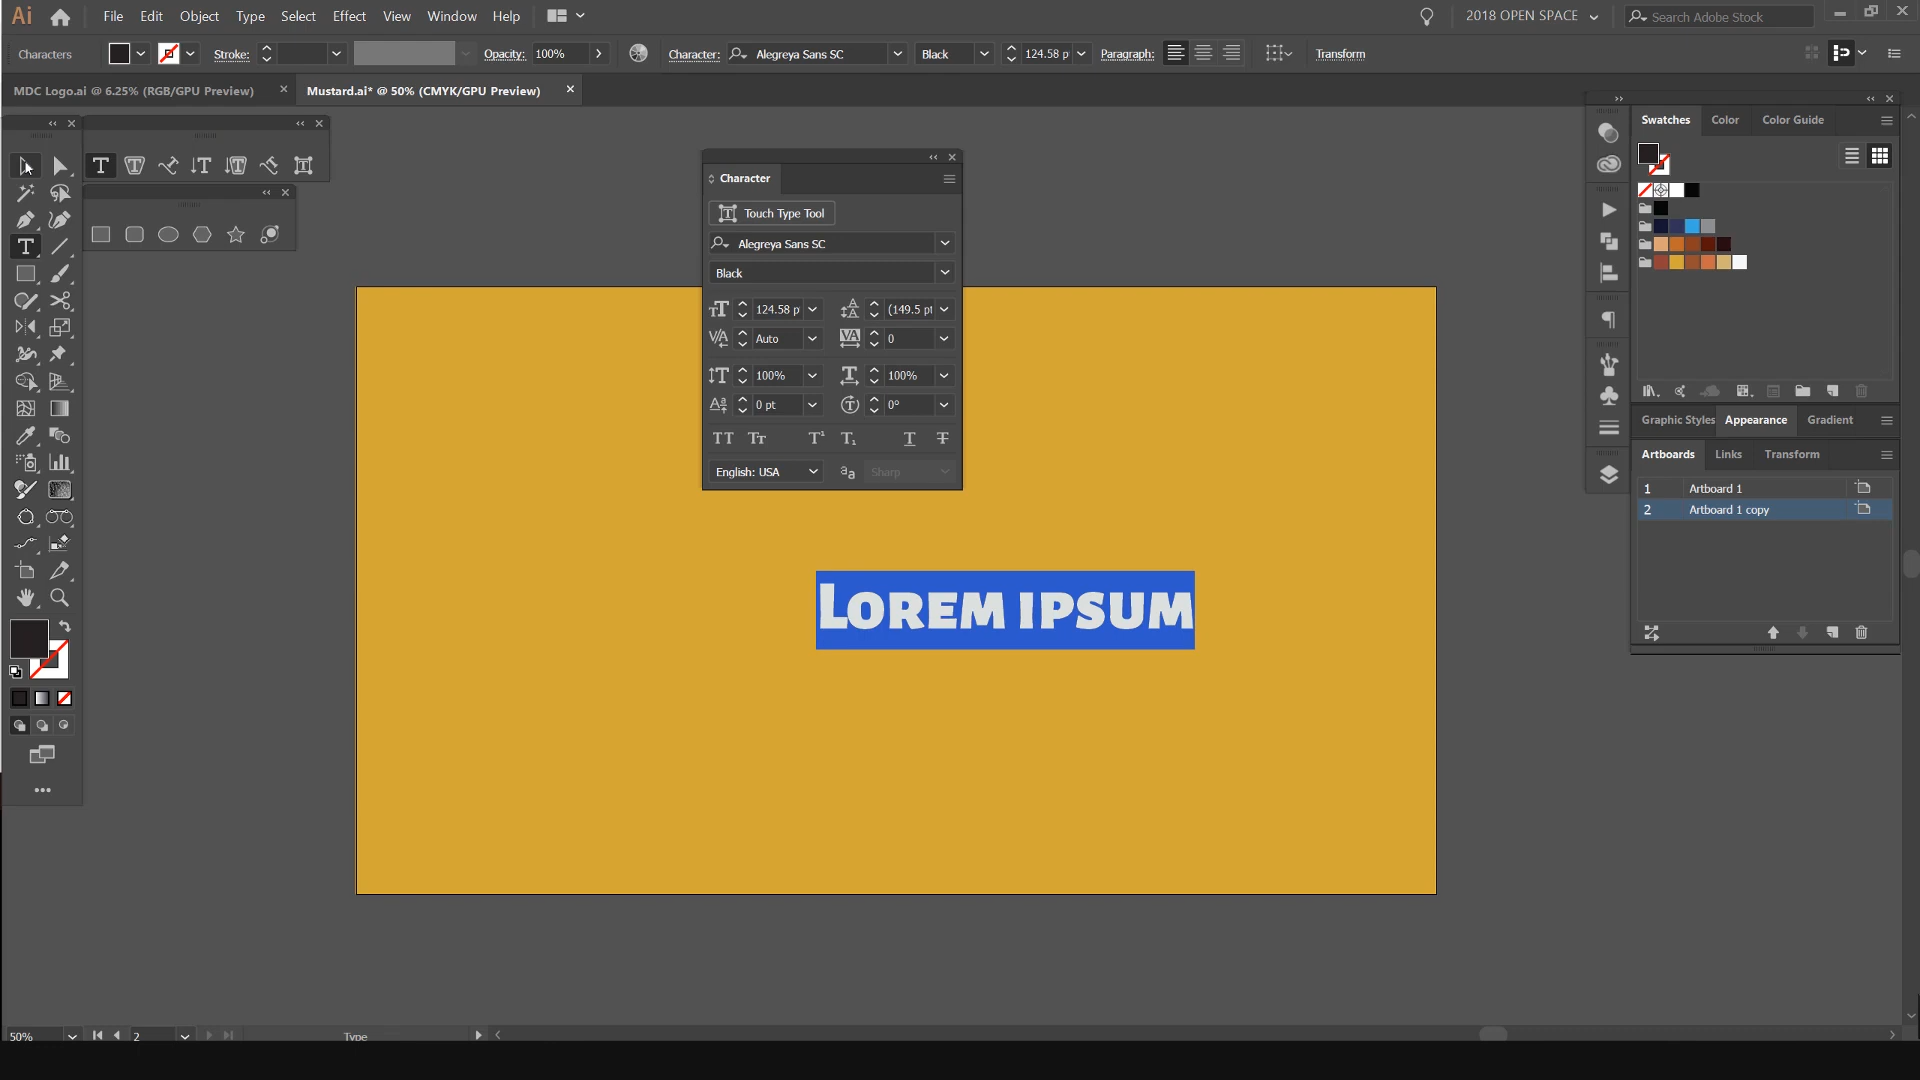 Ai File Edit Object Type Select Effect View Window Help 2018 OPEN SPACE Search Adobe Stock
Characters Stroke: Opacity: 100% Character: Alegreya Sans SC Black 124.58 p Paragraph: Transform
MDC Logo.ai @ 6.25% (RGB/GPU Preview) Mustard.ai* @ 50% (CMYK/GPU Preview)
Character
Touch Type Tool
Alegreya Sans SC
Black
124.58 p (149.5 pt
Auto 0
100% 100%
0 pt 0°
English: USA Sharp
LOREM IPSUM
Swatches Color Color Guide
Graphic Styles Appearance Gradient
Artboards Links Transform
1 Artboard 1
2 Artboard 1 copy
50% 2 Type